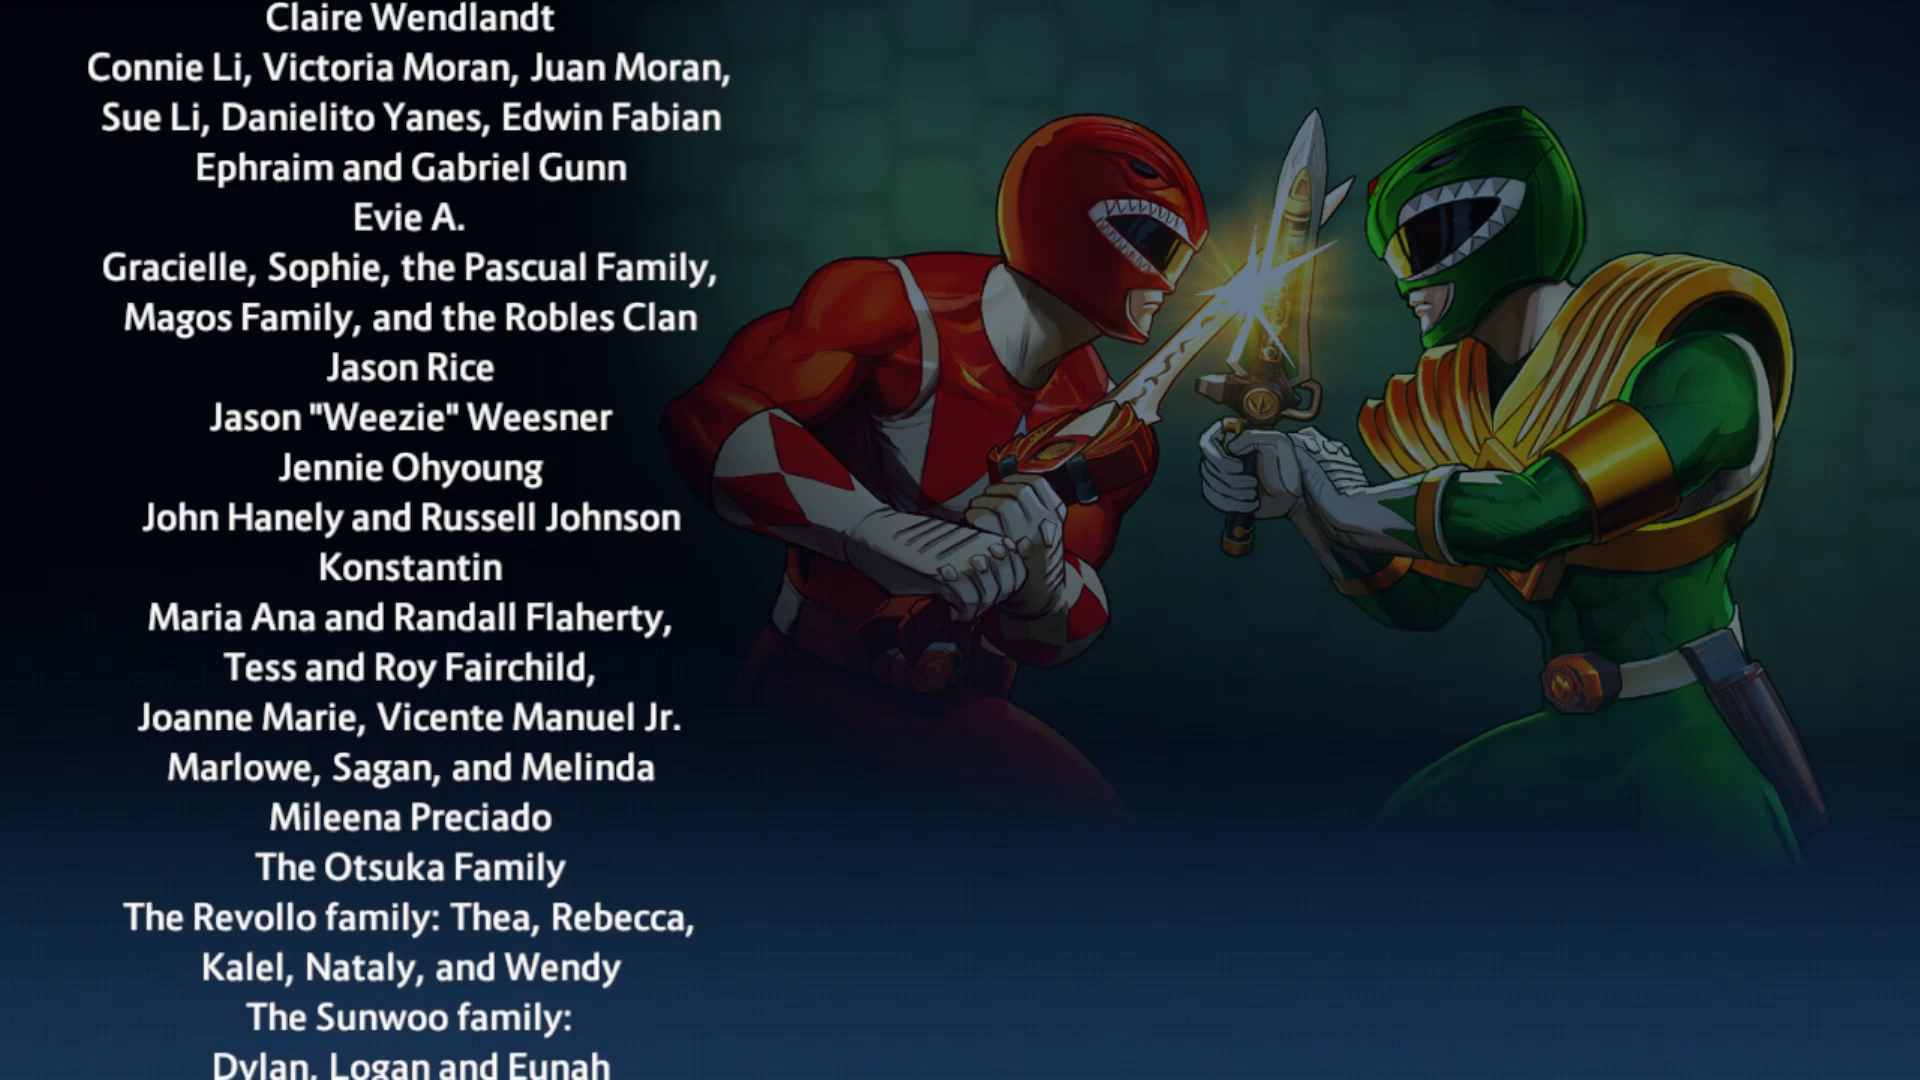 Claire Wendlandt
Connie Li, Victoria Moran, Juan Moran,
Sue Li, Danielito Yanes, Edwin Fabian
Ephraim and Gabriel Gunn
Evie A.
Gracielle, Sophie, the Pascual Family,
Magos Family, and the Robles Clan
Jason Rice
Jason "Weezie" Weesner
Jennie Ohyoung
John Hanely and Russell Johnson
Konstantin
Maria Ana and Randall Flaherty,
Tess and Roy Fairchild,
Joanne Marie, Vicente Manuel Jr.
Marlowe, Sagan, and Melinda
Mileena Preciado
The Otsuka Family
The Revollo family: Thea, Rebecca,
Kalel, Nataly, and Wendy
The Sunwoo family:
Dylan, Logan and Eunah